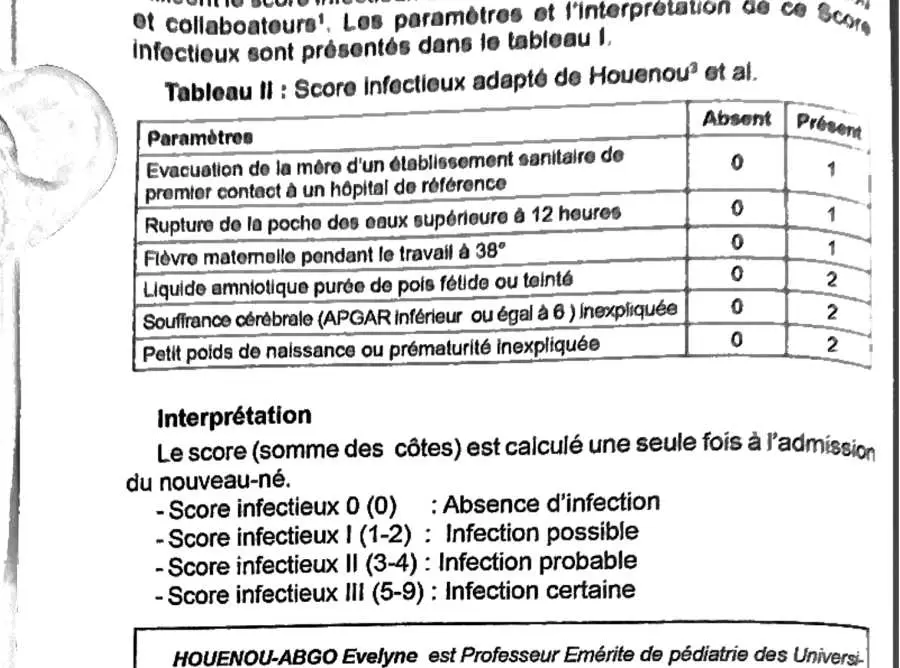 et collaboateurs¹. Les paramètres et l'interprétation de ce Score
infectieux sont présentés dans le tableau I.
Tableau II : Score infectieux adapté de Houenou³ et al.
Paramètres Absent Présent
Evacuation de la mère d'un établissement sanitaire de
premier contact à un hôpital de référence 0 1
Rupture de la poche des eaux supérieure à 12 heures 0 1
Fièvre maternelle pendant le travail à 38° 0 1
Liquide amniotique purée de pois fétide ou teinté 0 2
Souffrance cérébrale (APGAR inférieur ou égal à 6 ) inexpliquée 0 2
Petit poids de naissance ou prématurité inexpliquée 0 2
Interprétation
Le score (somme des côtes) est calculé une seule fois à l'admission
du nouveau-né.
- Score infectieux 0 (0) : Absence d'infection
- Score infectieux I (1-2) : Infection possible
- Score infectieux II (3-4) : Infection probable
- Score infectieux III (5-9) : Infection certaine
HOUENOU-ABGO Evelyne est Professeur Emérite de pédiatrie des Universi-